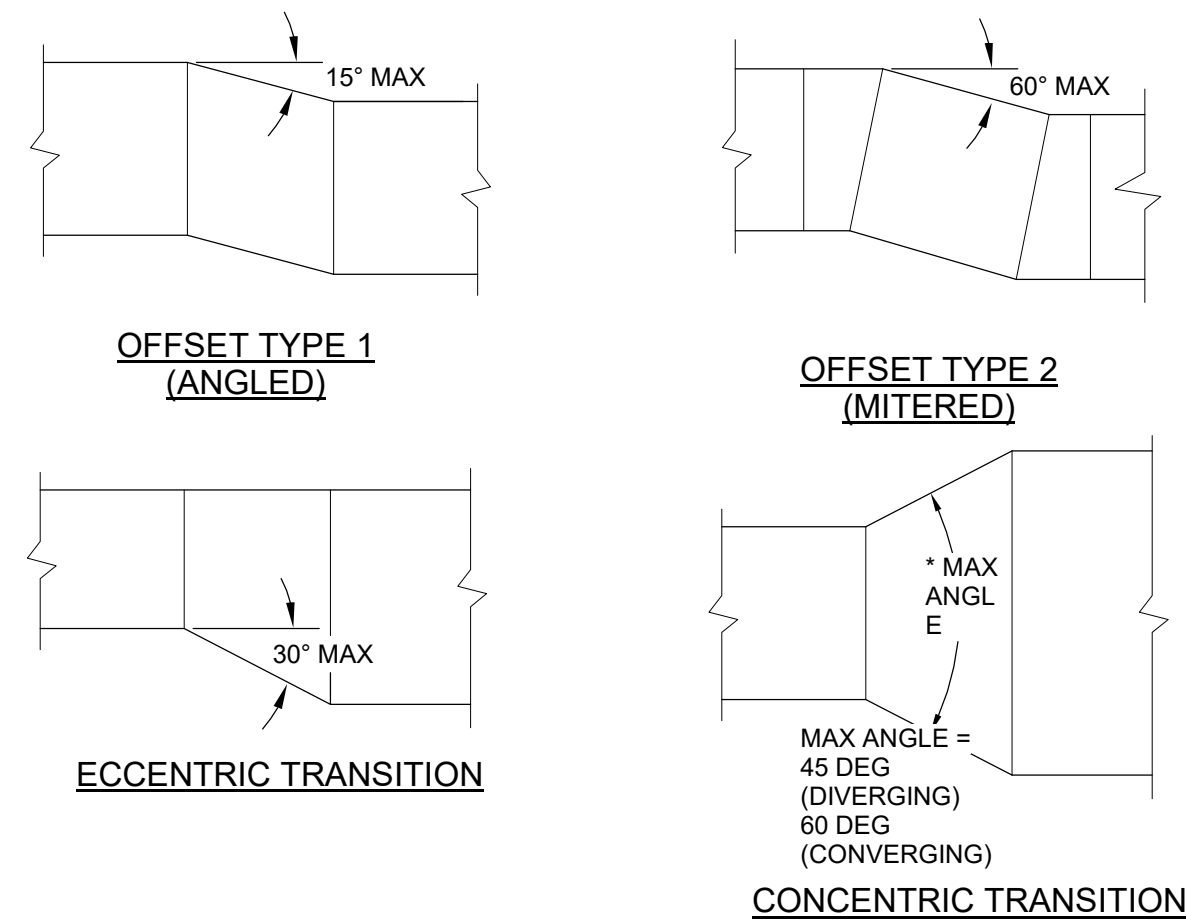 15° MAX
OFFSET TYPE 1
(ANGLED)
60° MAX
OFFSET TYPE 2
(MITERED)
30° MAX
ECCENTRIC TRANSITION
* MAX
ANGL
E
MAX ANGLE =
45 DEG
(DIVERGING)
60 DEG
(CONVERGING)
CONCENTRIC TRANSITION